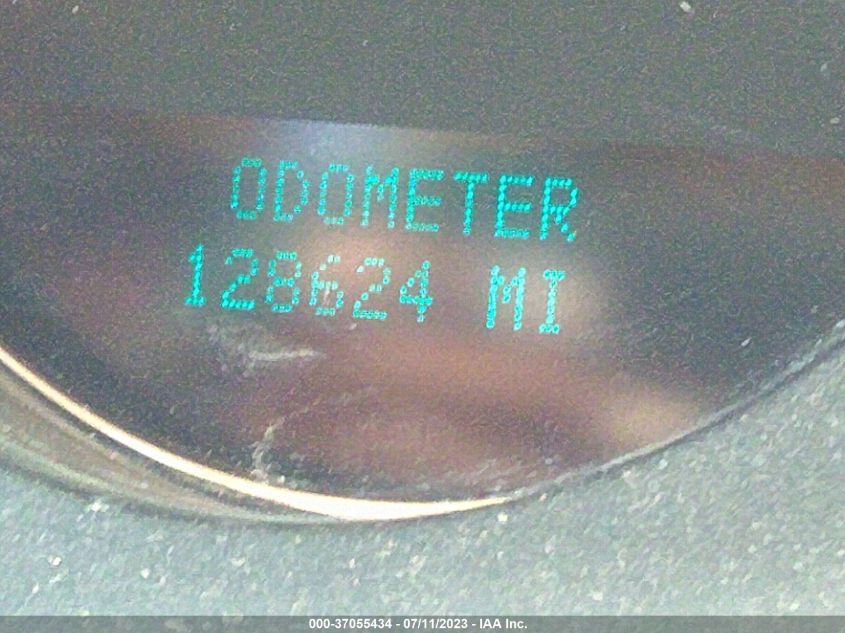 ODOMETER
128624 MI
000-37055434 - 07/11/2023 - IAA Inc.